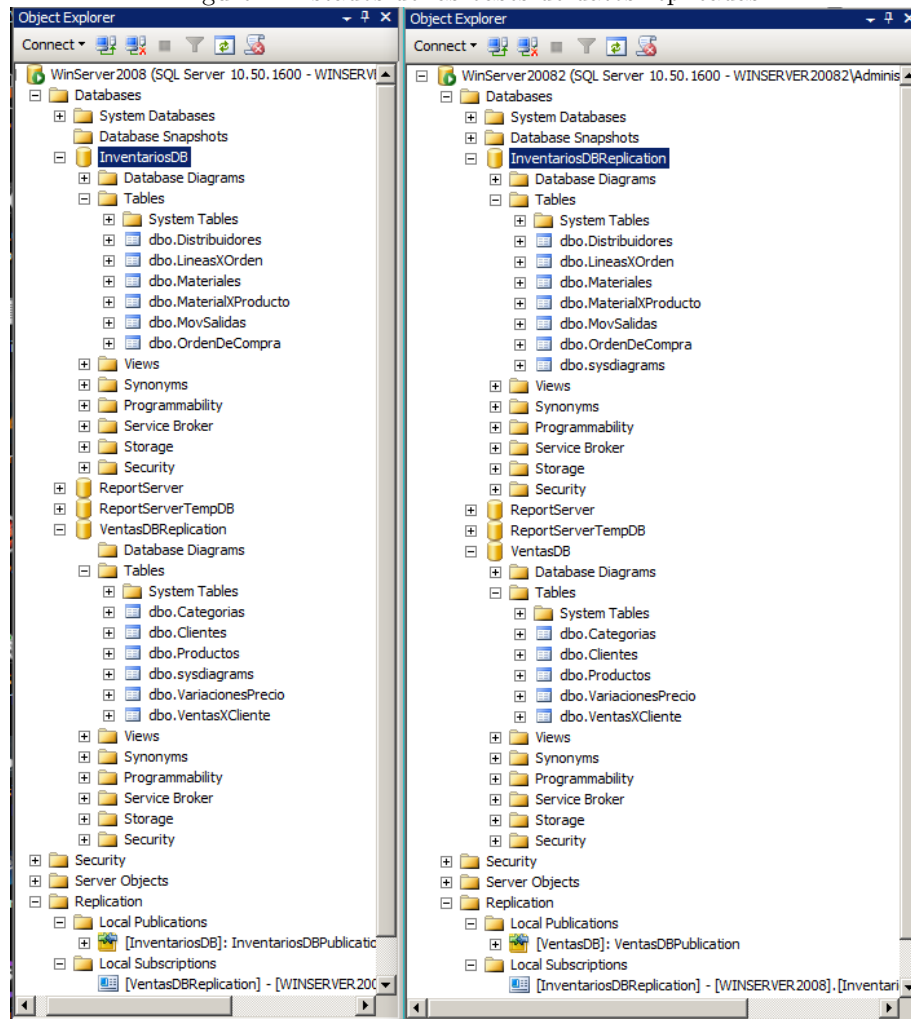 Object Explorer
Connect
WinServer2008 (SQL Server 10.50.1600 - WINSERV
Databases
System Databases
Database Snapshots
InventariosDB
Database Diagrams
Tables
System Tables
dbo.Distribuidores
dbo.LineasXOrden
dbo.Materiales
dbo.MaterialXProducto
dbo.MovSalidas
dbo.OrdenDeCompra
Views
Synonyms
Programmability
Service Broker
Storage
Security
ReportServer
ReportServerTempDB
VentasDBReplication
Database Diagrams
Tables
System Tables
dbo.Categorias
dbo.Clientes
dbo.Productos
dbo.sysdiagrams
dbo.VariacionesPrecio
dbo.VentasXCliente
Views
Synonyms
Programmability
Service Broker
Storage
Security
Security
Server Objects
Replication
Local Publications
[InventariosDB]: InventariosDBPublicatio
Local Subscriptions
[VentasDBReplication] - [WINSERVER200
Object Explorer
Connect
WinServer20082 (SQL Server 10.50.1600 - WINSERVER20082\Adminis
Databases
System Databases
Database Snapshots
InventariosDBReplication
Database Diagrams
Tables
System Tables
dbo.Distribuidores
dbo.LineasXOrden
dbo.Materiales
dbo.MaterialXProducto
dbo.MovSalidas
dbo.OrdenDeCompra
dbo.sysdiagrams
Views
Synonyms
Programmability
Service Broker
Storage
Security
ReportServer
ReportServerTempDB
VentasDB
Database Diagrams
Tables
System Tables
dbo.Categorias
dbo.Clientes
dbo.Productos
dbo.VariacionesPrecio
dbo.VentasXCliente
Views
Synonyms
Programmability
Service Broker
Storage
Security
Security
Server Objects
Replication
Local Publications
[VentasDB]: VentasDBPublication
Local Subscriptions
[InventariosDBReplication] - [WINSERVER2008].[Inventari